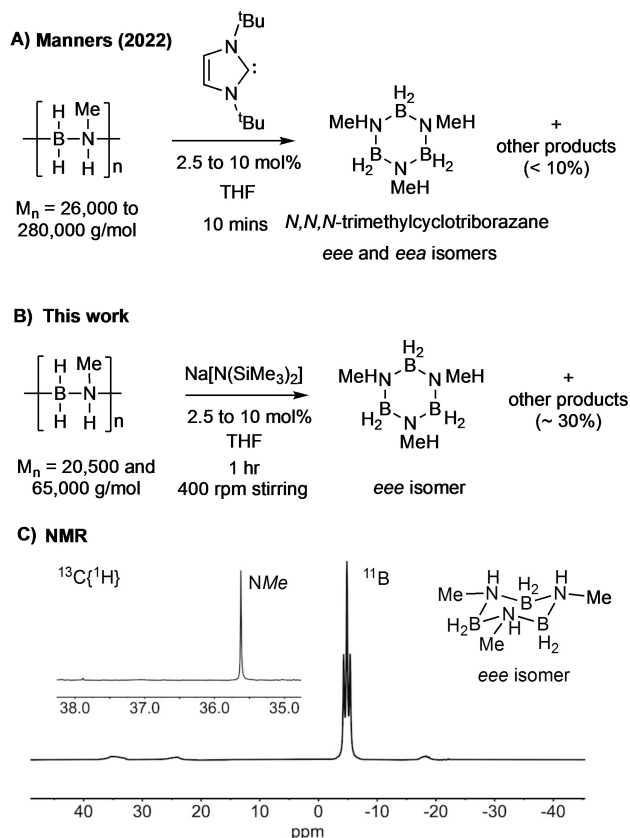 A) Manners (2022)
tBu
N
:
N
tBu
H Me
B N
H H
n
2.5 to 10 mol%
THF
10 mins
Mn = 26,000 to
280,000 g/mol
H2
B
MeHN NMeH
H2B BH2
N
MeH
+
other products
(< 10%)
N,N,N-trimethylcyclotriborazane
eee and eea isomers
B) This work
H Me
B N
H H
n
Na[N(SiMe3)2]
2.5 to 10 mol%
THF
1 hr
400 rpm stirring
Mn = 20,500 and
65,000 g/mol
H2
B
MeHN NMeH
B B
H2 H2
N
MeH
+
other products
(~ 30%)
eee isomer
C) NMR
13C{1H}
NMe
11B
38.0 37.0 36.0 35.0
H H2 H
Me N B N Me
H2B N B
Me H H2
eee isomer
40 30 20 10 0 -10 -20 -30 -40
ppm